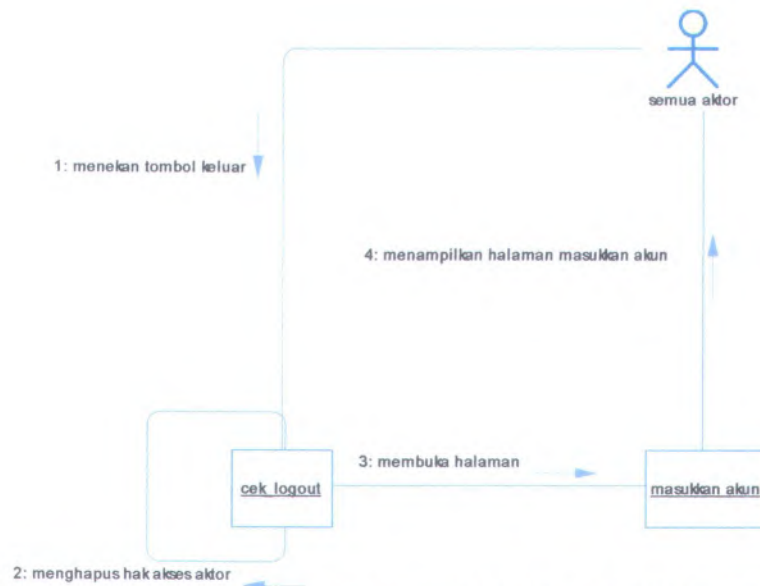 semua aktor
1: menekan tombol keluar
4: menampilkan halaman masukkan akun
3: membuka halaman
cek_logout
masukkan akun
2: menghapus hak akses aktor